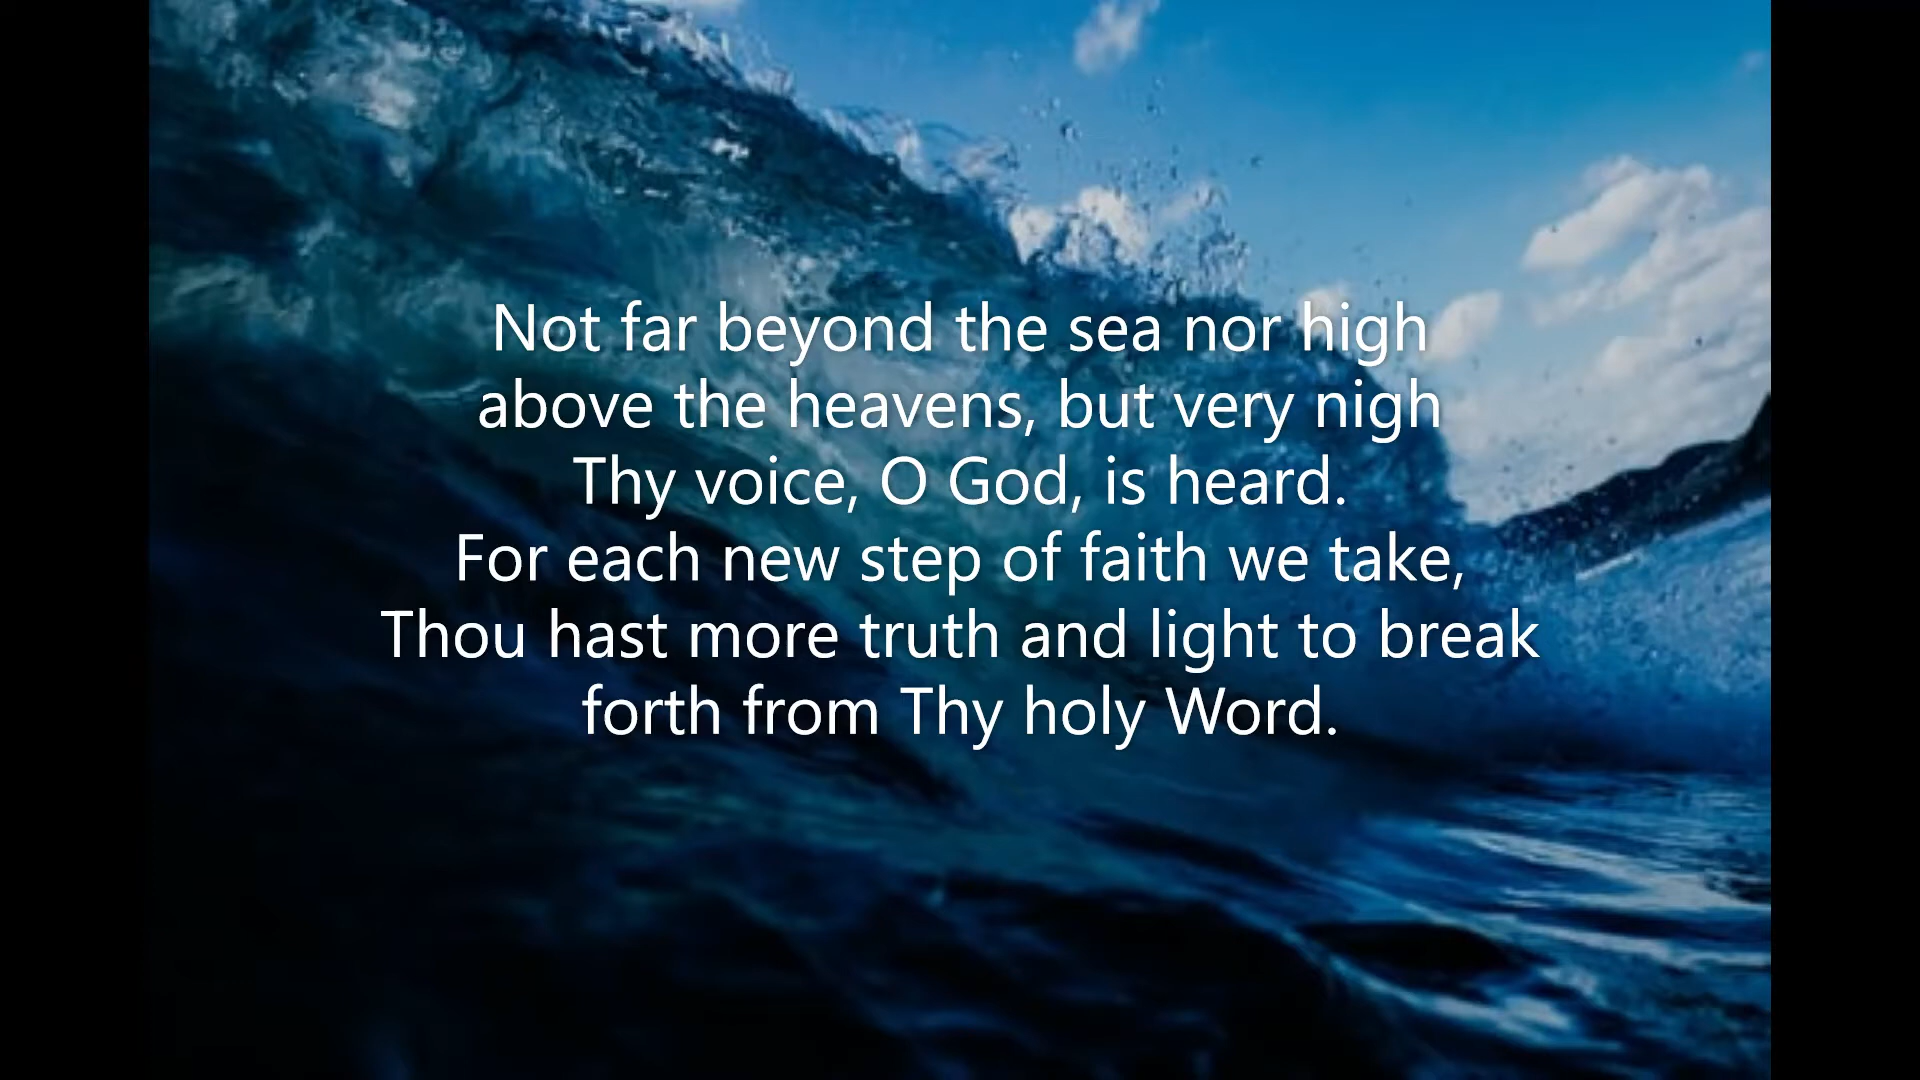 Not far beyond the sea nor high
above the heavens, but very nigh
Thy voice, O God, is heard.
For each new step of faith we take,
Thou hast more truth and light to break
forth from Thy holy Word.